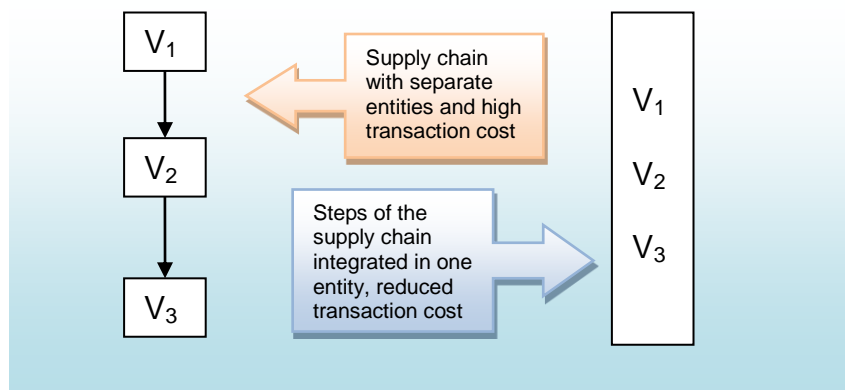 V₁
V₂
V₃
Supply chain
with separate
entities and high
transaction cost
Steps of the
supply chain
integrated in one
entity, reduced
transaction cost
V₁
V₂
V₃